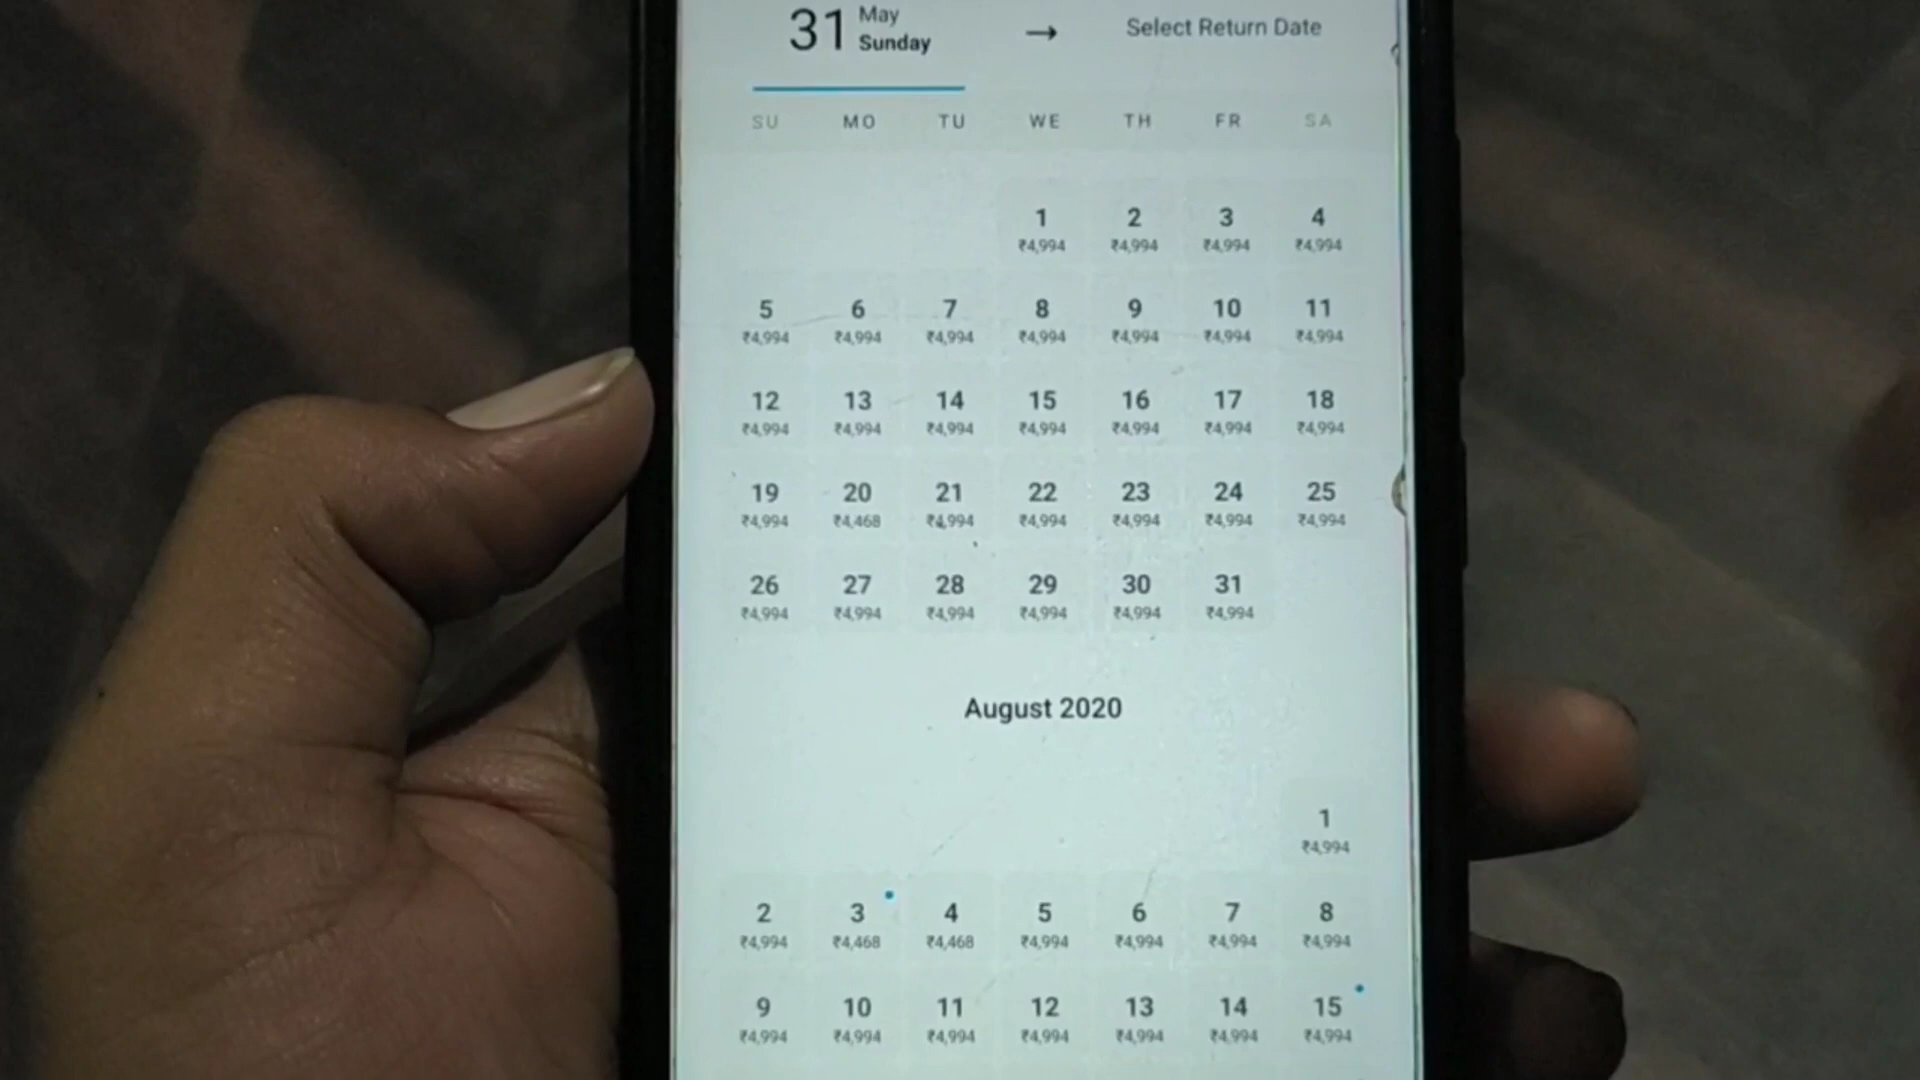 31 May Sunday → Select Return Date
SU MO TU WE TH FR SA
1 2 3 4
₹4,994 ₹4,994 ₹4,994 ₹4,994
5 6 7 8 9 10 11
₹4,994 ₹4,994 ₹4,994 ₹4,994 ₹4,994 ₹4,994 ₹4,994
12 13 14 15 16 17 18
₹4,994 ₹4,994 ₹4,994 ₹4,994 ₹4,994 ₹4,994 ₹4,994
19 20 21 22 23 24 25
₹4,994 ₹4,468 ₹4,994 ₹4,994 ₹4,994 ₹4,994 ₹4,994
26 27 28 29 30 31
₹4,994 ₹4,994 ₹4,994 ₹4,994 ₹4,994 ₹4,994
August 2020
1
₹4,994
2 3 4 5 6 7 8
₹4,994 ₹4,468 ₹4,468 ₹4,994 ₹4,994 ₹4,994 ₹4,994
9 10 11 12 13 14 15
₹4,994 ₹4,994 ₹4,994 ₹4,994 ₹4,994 ₹4,994 ₹4,994